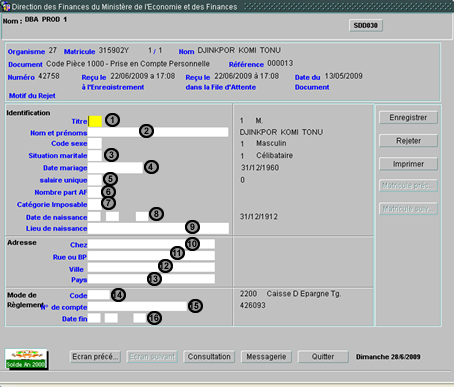 Direction des Finances du Ministère de l'Economie et des Finances
Nom : DBA PROD 1
SDD030
Organisme 27 Matricule 315902Y 1 / 1 Nom DJINKPOR KOMI TONU
Document Code Pièce 1000 - Prise en Compte Personnelle Référence 000013
Numéro 42758 Reçu le 22/06/2009 à 17:08 Reçu le 22/06/2009 à 17:08 Date du 13/05/2009
à l'Enregistrement dans la File d'Attente Document
Motif du Rejet
Identification
Titre 1 1 M.
Nom et prénoms 2 DJINKPOR KOMI TONU
Code sexe 1 Masculin
Situation maritale 3 1 Célibataire
Date mariage 4 31/12/1960
salaire unique 5 0
Nombre part AF 6
Catégorie Imposable 7
Date de naissance 8 31/12/1912
Lieu de naissance 9
Enregistrer
Rejeter
Imprimer
Matricule préc...
Matricule suiv...
Adresse
Chez 10
Rue ou BP 11
Ville 12
Pays 13
Mode de Règlement
Code 14 2200 Caisse D Epargne Tg.
N° de compte 15 426093
Date fin 16
Solde An 2000
Ecran précé... Ecran suivant Consultation Messagerie Quitter Dimanche 28/6/2009